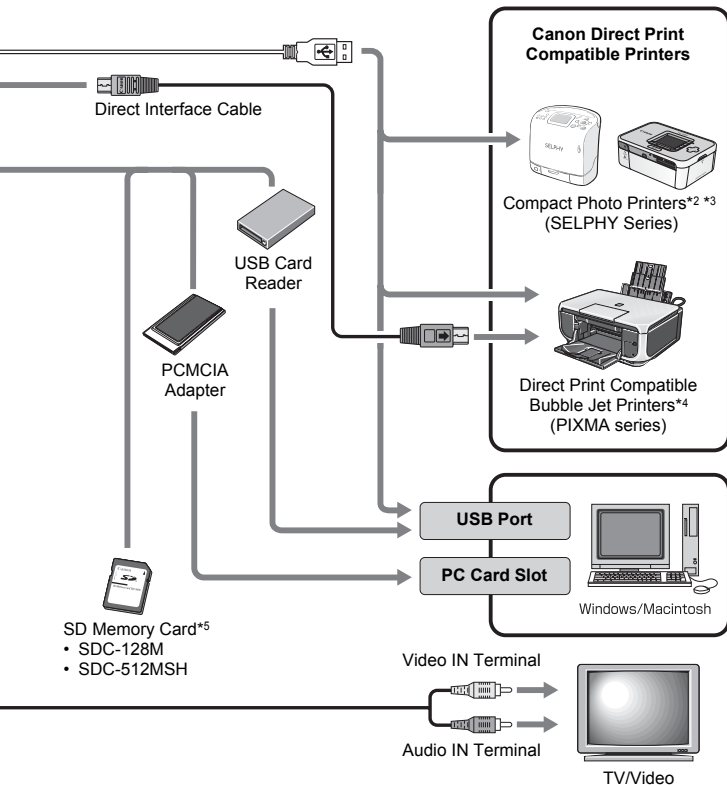 Canon Direct Print
Compatible Printers
Direct Interface Cable
SELPHY
Compact Photo Printers*2 *3
(SELPHY Series)
USB Card
Reader
PCMCIA
Adapter
Direct Print Compatible
Bubble Jet Printers*4
(PIXMA series)
USB Port
PC Card Slot
Windows/Macintosh
SD Memory Card*5
• SDC-128M
• SDC-512MSH
Video IN Terminal
Audio IN Terminal
TV/Video